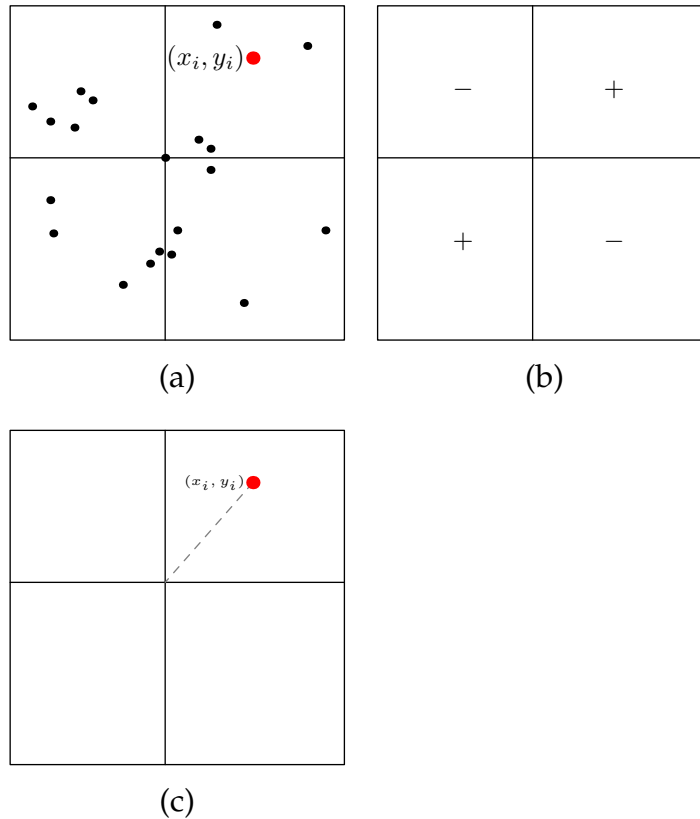 (x_i, y_i)
− +
+ −
(a)
(b)
(x_i, y_i)
(c)